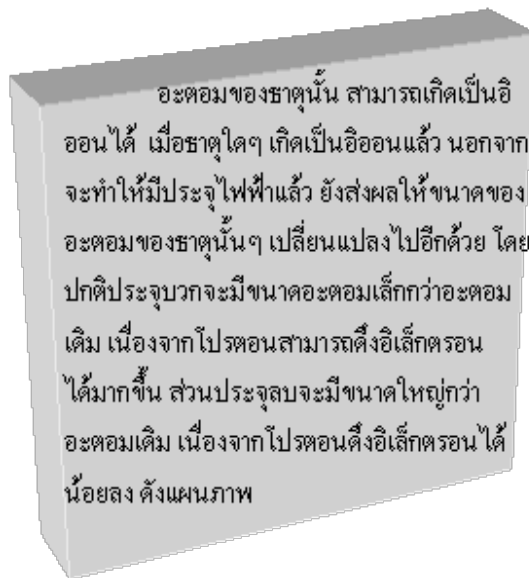 อะตอมของธาตุนั้น สามารถเกิดเป็นอิ
ออนได้ เมื่อธาตุใดๆ เกิดเป็นอิออนแล้ว นอกจาก
จะทำให้มีประจุไฟฟ้าแล้ว ยังส่งผลให้ขนาดของ
อะตอมของธาตุนั้นๆ เปลี่ยนแปลงไปอีกด้วย โดย
ปกติประจุบวกจะมีขนาดอะตอมเล็กกว่าอะตอม
เดิม เนื่องจากโปรตอนสามารถดึงอิเล็กตรอน
ได้มากขึ้น ส่วนประจุลบจะมีขนาดใหญ่กว่า
อะตอมเดิม เนื่องจากโปรตอนดึงอิเล็กตรอนได้
น้อยลง ดังแผนภาพ